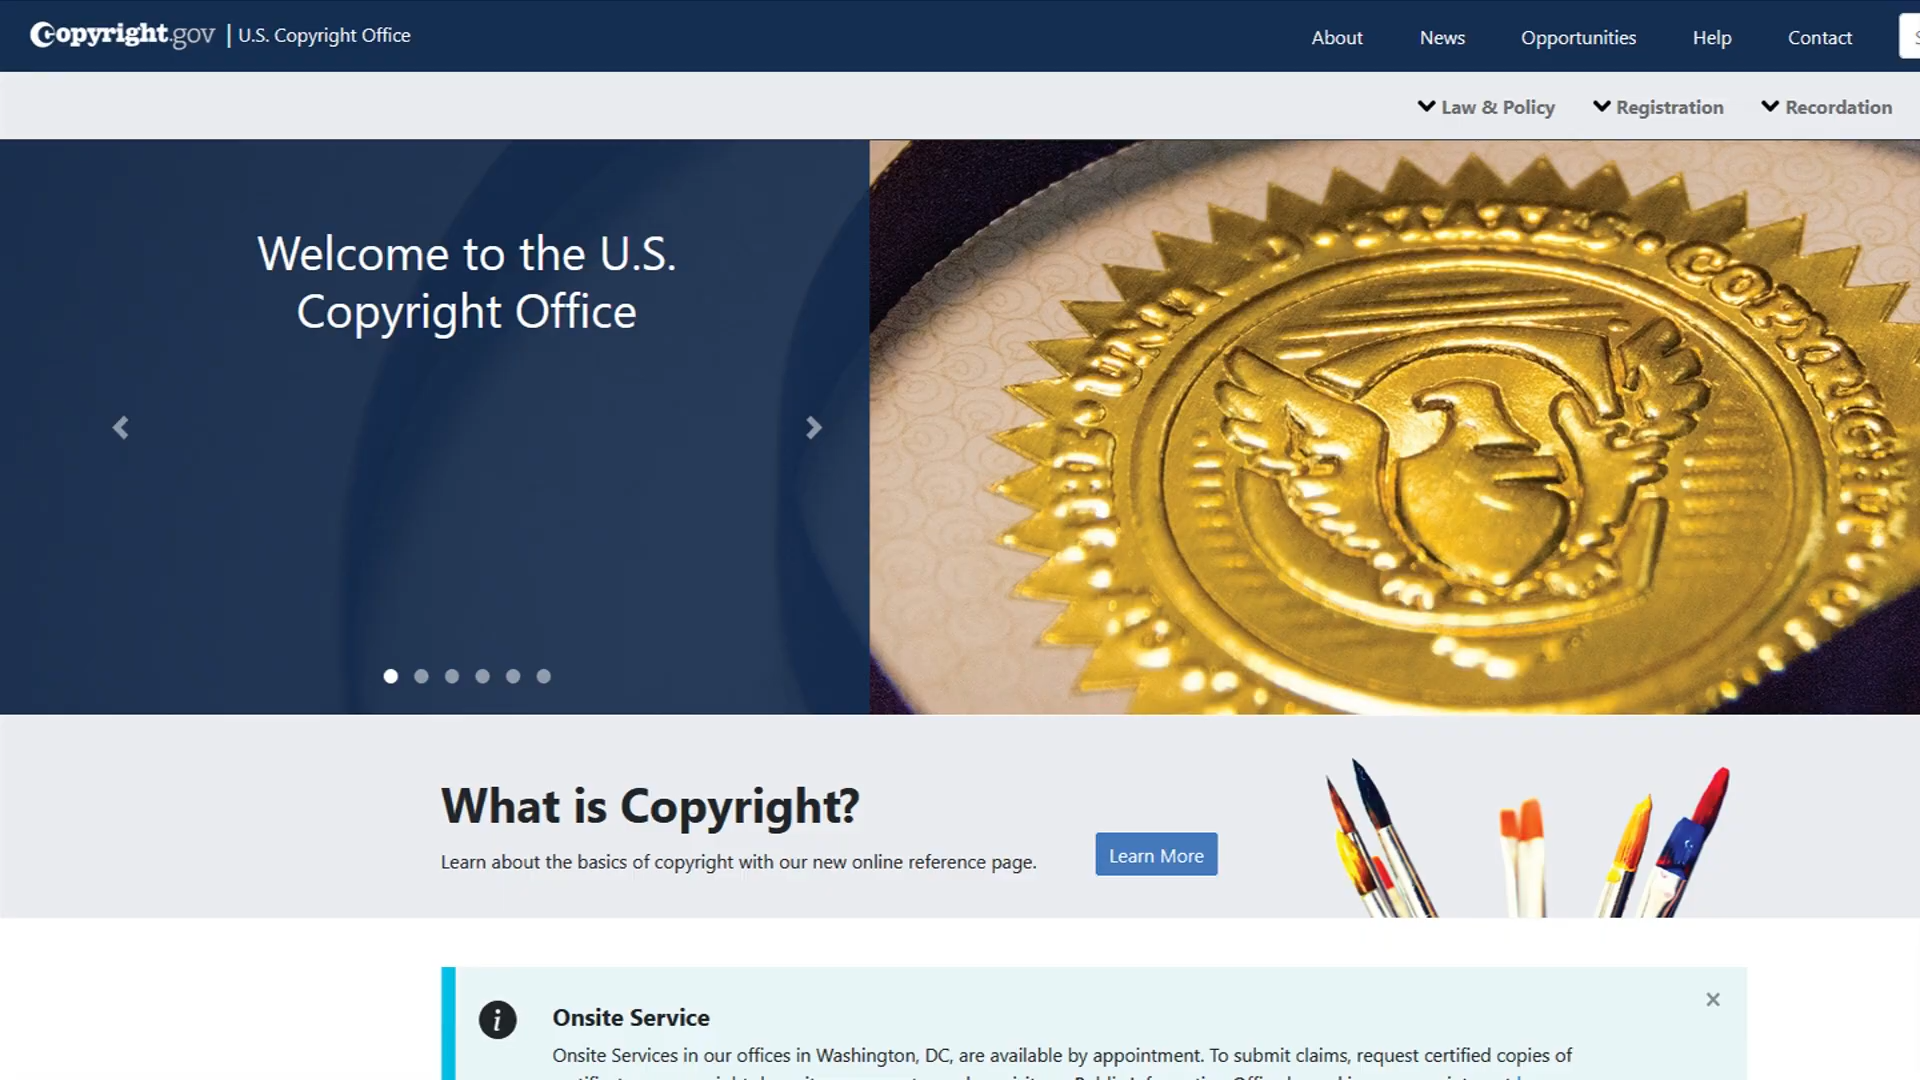 Copyright.gov | U.S. Copyright Office
About News Opportunities Help Contact
Law & Policy Registration Recordation
Welcome to the U.S.
Copyright Office
What is Copyright?
Learn about the basics of copyright with our new online reference page.
Learn More
Onsite Service
Onsite Services in our offices in Washington, DC, are available by appointment. To submit claims, request certified copies of